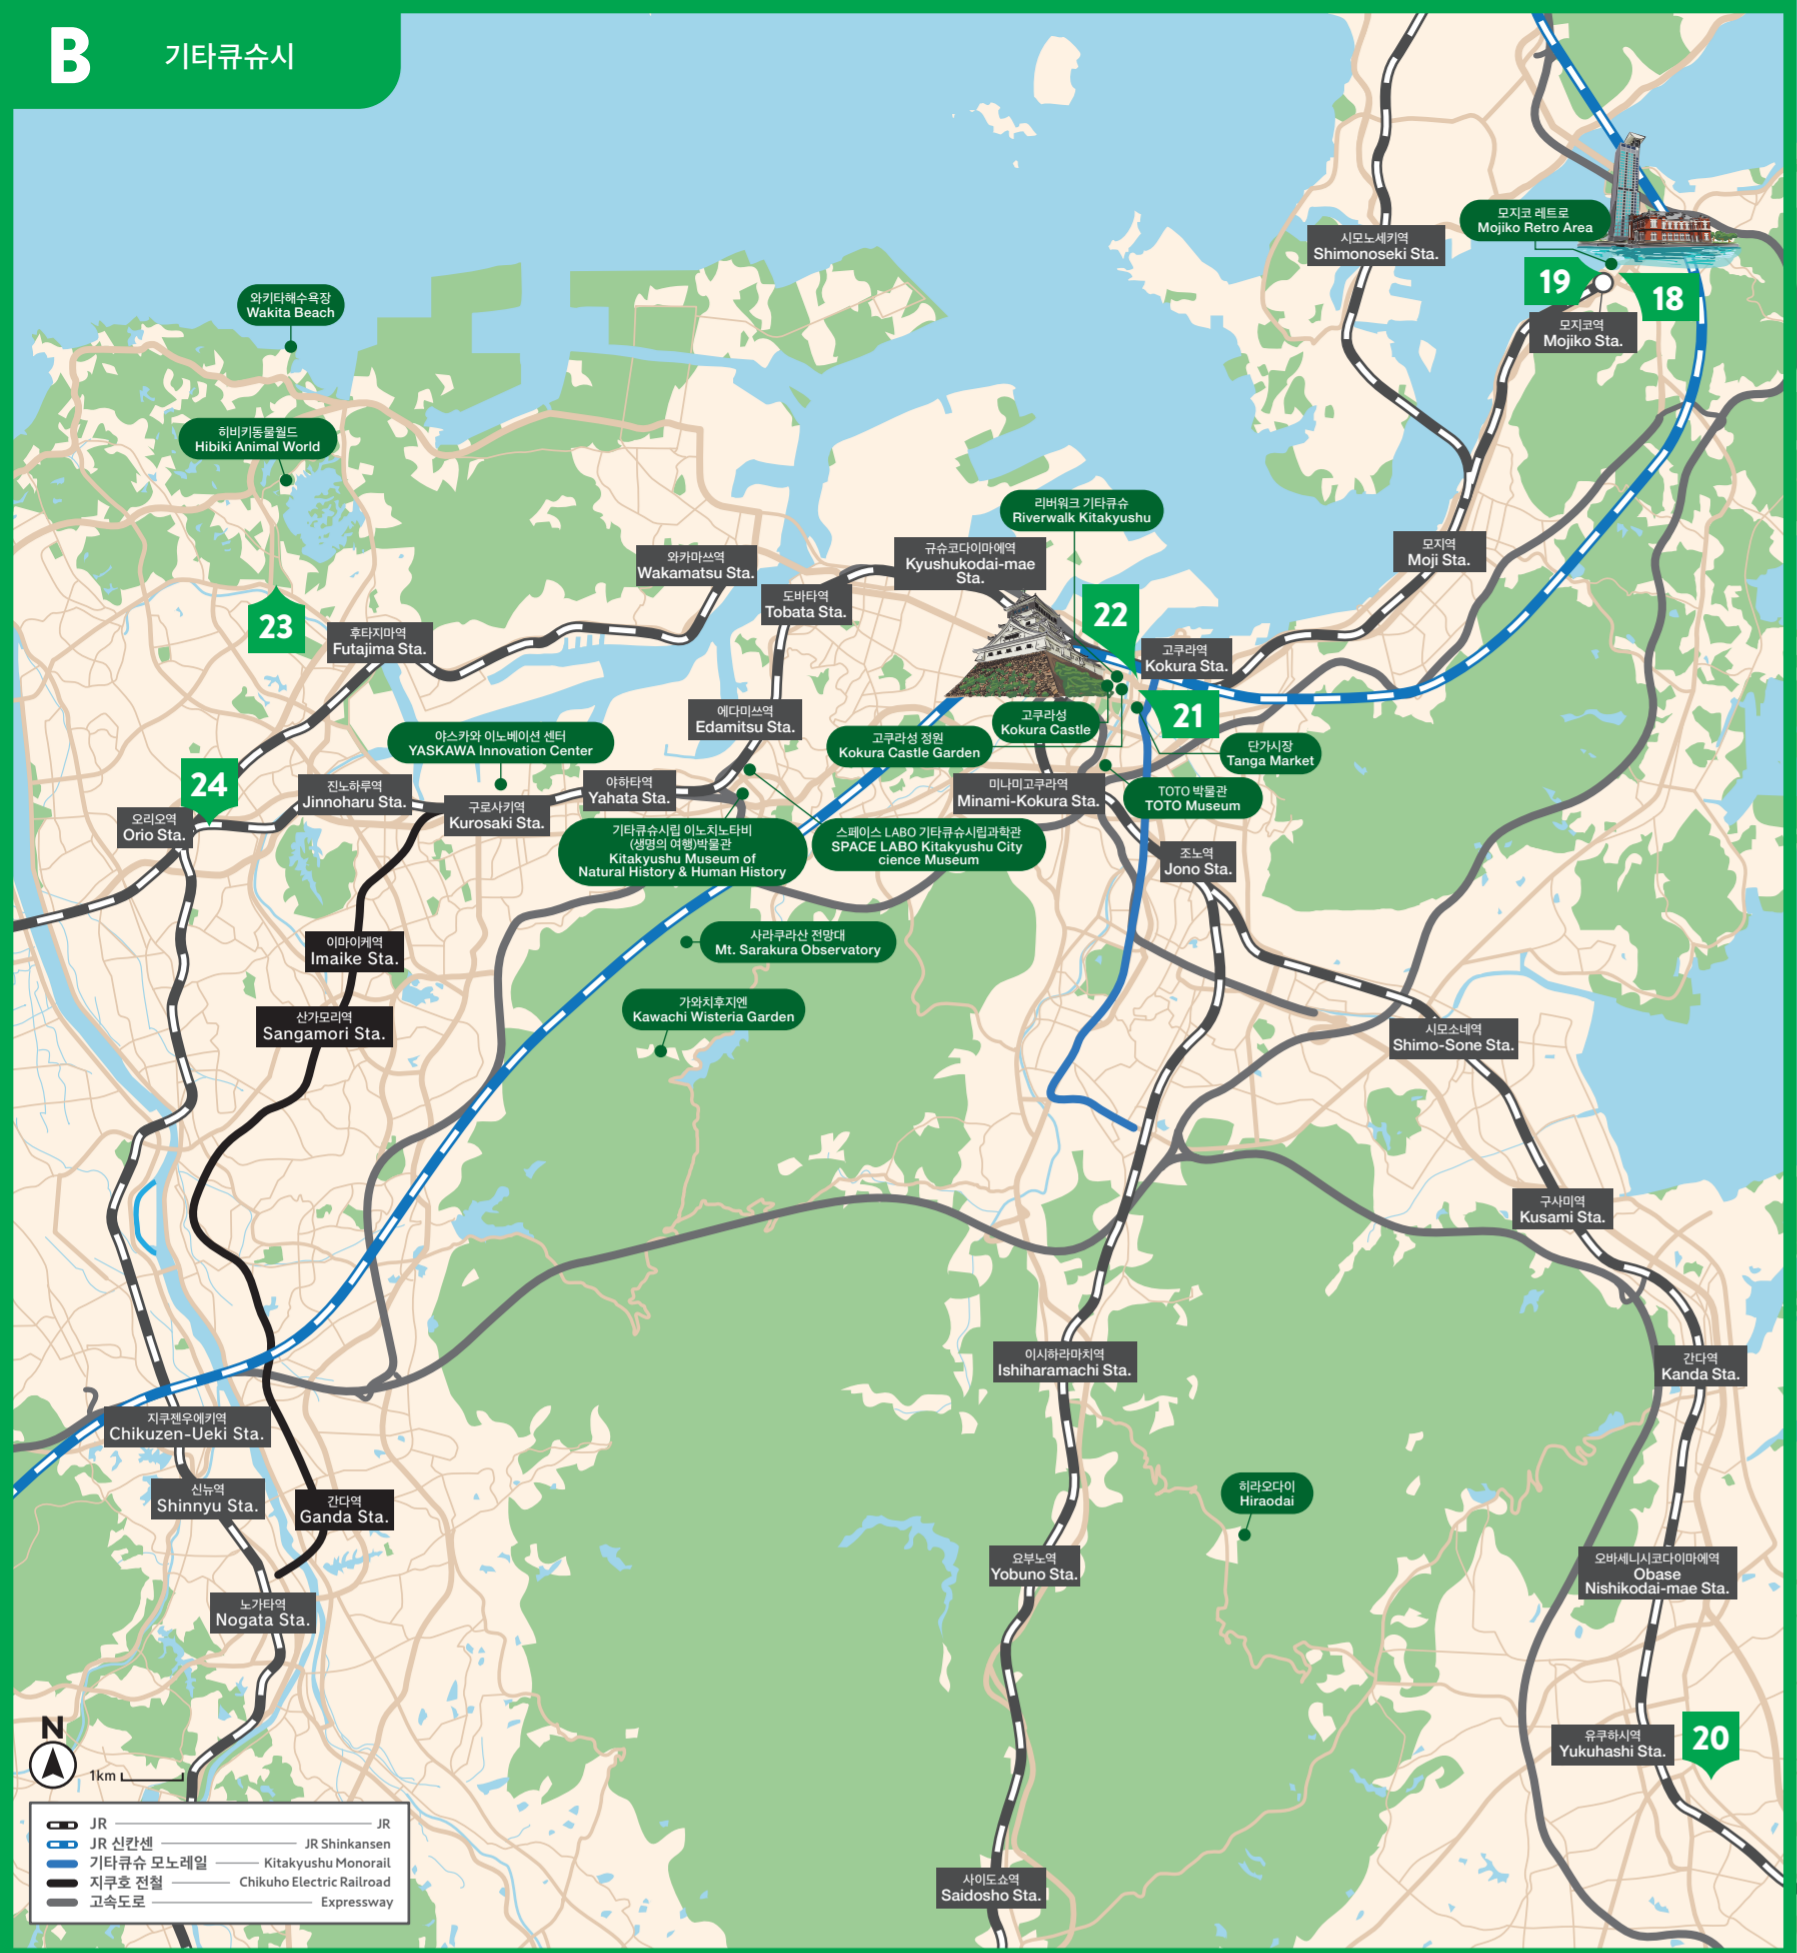 B 기타큐슈시
모지코 레트로
Mojiko Retro Area
시모노세키역
Shimonoseki Sta.
19
18
모지코역
Mojiko Sta.
와키타해수욕장
Wakita Beach
히비키동물월드
Hibiki Animal World
리버워크 기타큐슈
Riverwalk Kitakyushu
모지역
Moji Sta.
와카마쓰역
Wakamatsu Sta.
규슈코다이마에역
Kyushukodai-mae
Sta.
도바타역
Tobata Sta.
22
23
후타지마역
Futajima Sta.
고쿠라역
Kokura Sta.
에다미쓰역
Edamitsu Sta.
고쿠라성
Kokura Castle
21
야스카와 이노베이션 센터
YASKAWA Innovation Center
고쿠라성 정원
Kokura Castle Garden
단가시장
Tanga Market
24
진노하루역
Jinnoharu Sta.
야하타역
Yahata Sta.
미나미고쿠라역
Minami-Kokura Sta.
TOTO 박물관
TOTO Museum
오리오역
Orio Sta.
구로사키역
Kurosaki Sta.
기타큐슈시립 이노치노타비
(생명의 여행)박물관
Kitakyushu Museum of
Natural History & Human History
스페이스 LABO 기타큐슈시립과학관
SPACE LABO Kitakyushu City
cience Museum
조노역
Jono Sta.
이마이케역
Imaike Sta.
사라쿠라산 전망대
Mt. Sarakura Observatory
산가모리역
Sangamori Sta.
가와치후지엔
Kawachi Wisteria Garden
시모소네역
Shimo-Sone Sta.
구사미역
Kusami Sta.
이시하라마치역
Ishiharamachi Sta.
간다역
Kanda Sta.
지쿠젠우에키역
Chikuzen-Ueki Sta.
신뉴역
Shinnyu Sta.
간다역
Ganda Sta.
히라오다이
Hiraodai
요부노역
Yobuno Sta.
오바세니시코다이마에역
Obase
Nishikodai-mae Sta.
노가타역
Nogata Sta.
유쿠하시역
Yukuhashi Sta.
20
N
1km
JR JR
JR 신칸센 JR Shinkansen
기타큐슈 모노레일 Kitakyushu Monorail
지쿠호 전철 Chikuho Electric Railroad
고속도로 Expressway
사이도쇼역
Saidosho Sta.